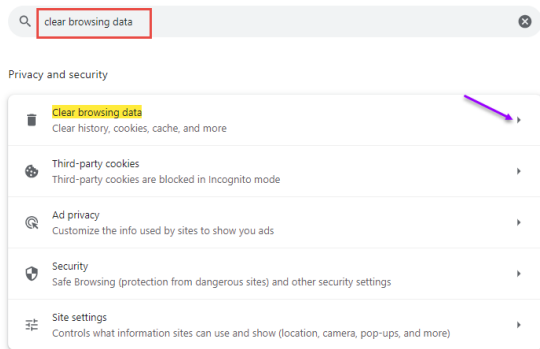 clear browsing data
Privacy and security
Clear browsing data
Clear history, cookies, cache, and more
Third-party cookies
Third-party cookies are blocked in Incognito mode
Ad privacy
Customize the info used by sites to show you ads
Security
Safe Browsing (protection from dangerous sites) and other security settings
Site settings
Controls what information sites can use and show (location, camera, pop-ups, and more)